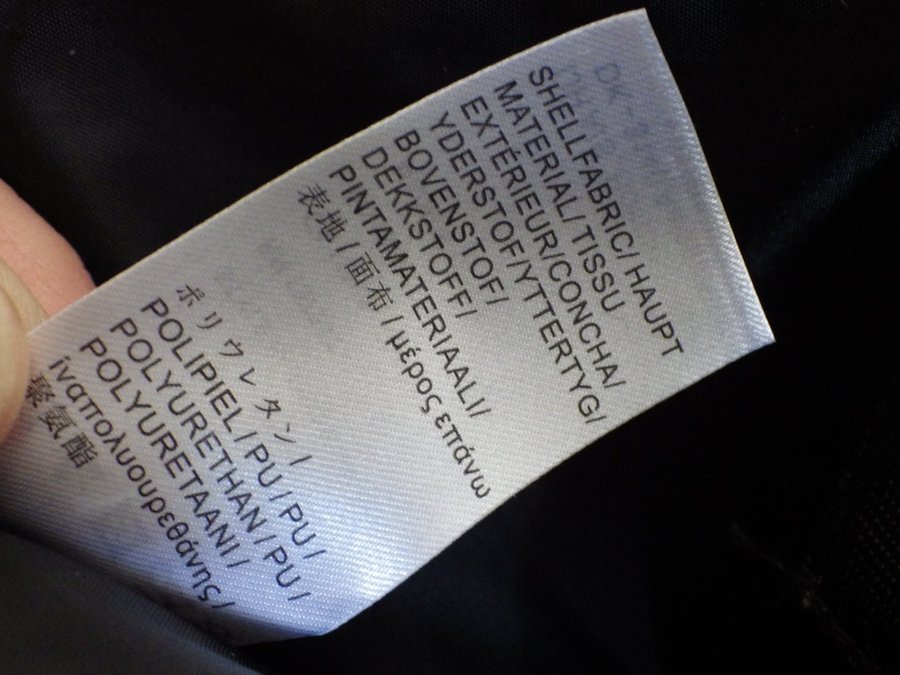 SHELLFABRIC/ HAUPT
MATERIAL/ TISSU
EXTÉRIEUR/CONCHA/
YDERSTOF/YTTERTYG/
BOVENSTOF/
DEKKSTOFF/
PINTAMATERIAALI/
表地/面布/μέρος επάνω
ポリウレタン/
POLIPIEL/PU/PU/
POLYURETHAN/PU/
POLYURETAANI/
ίναπολυουρεθάνης/
聚氨酯